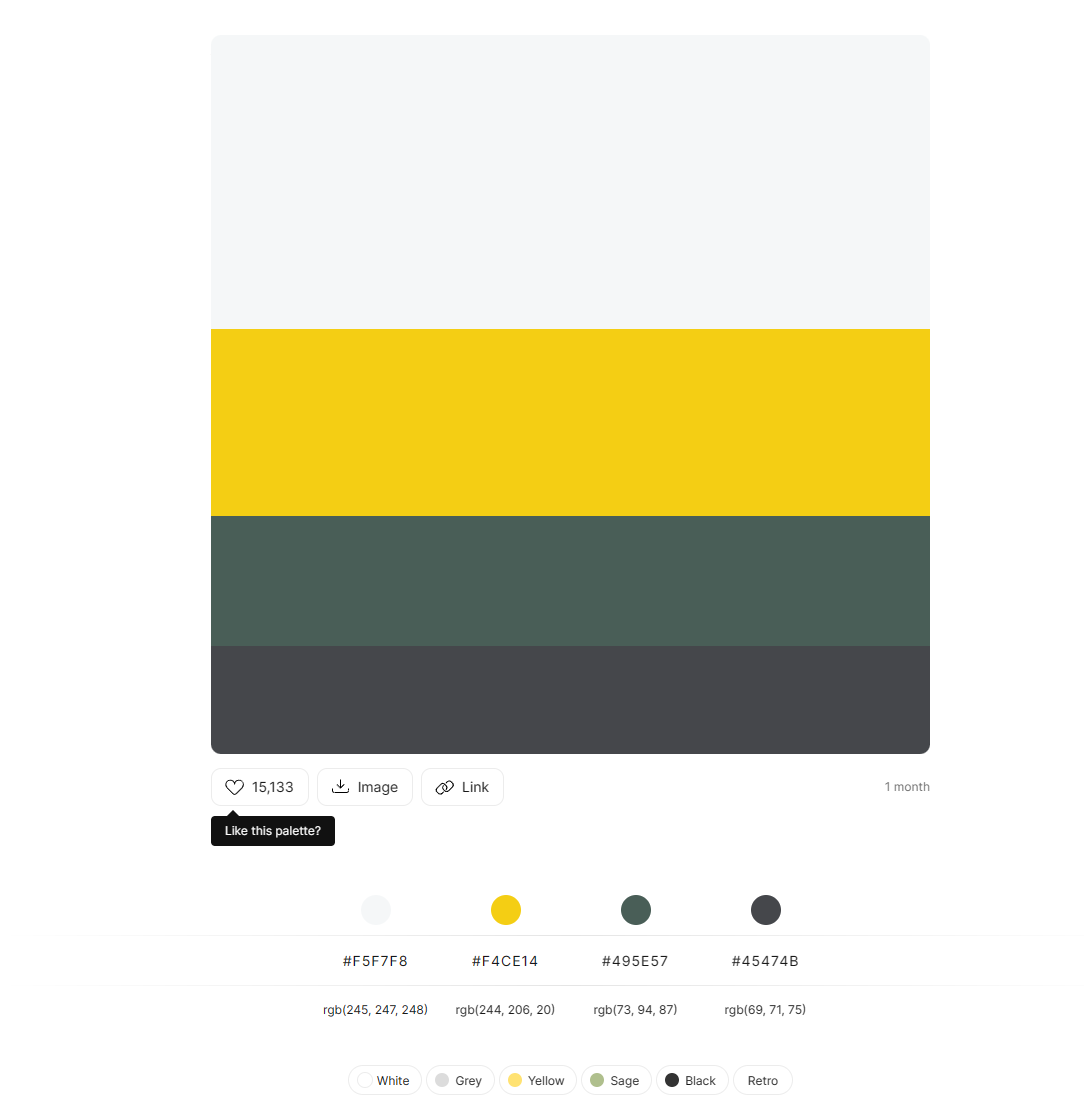 15,133 Image Link 1 month
Like this palette?
#F5F7F8 #F4CE14 #495E57 #45474B
rgb(245, 247, 248) rgb(244, 206, 20) rgb(73, 94, 87) rgb(69, 71, 75)
White Grey Yellow Sage Black Retro